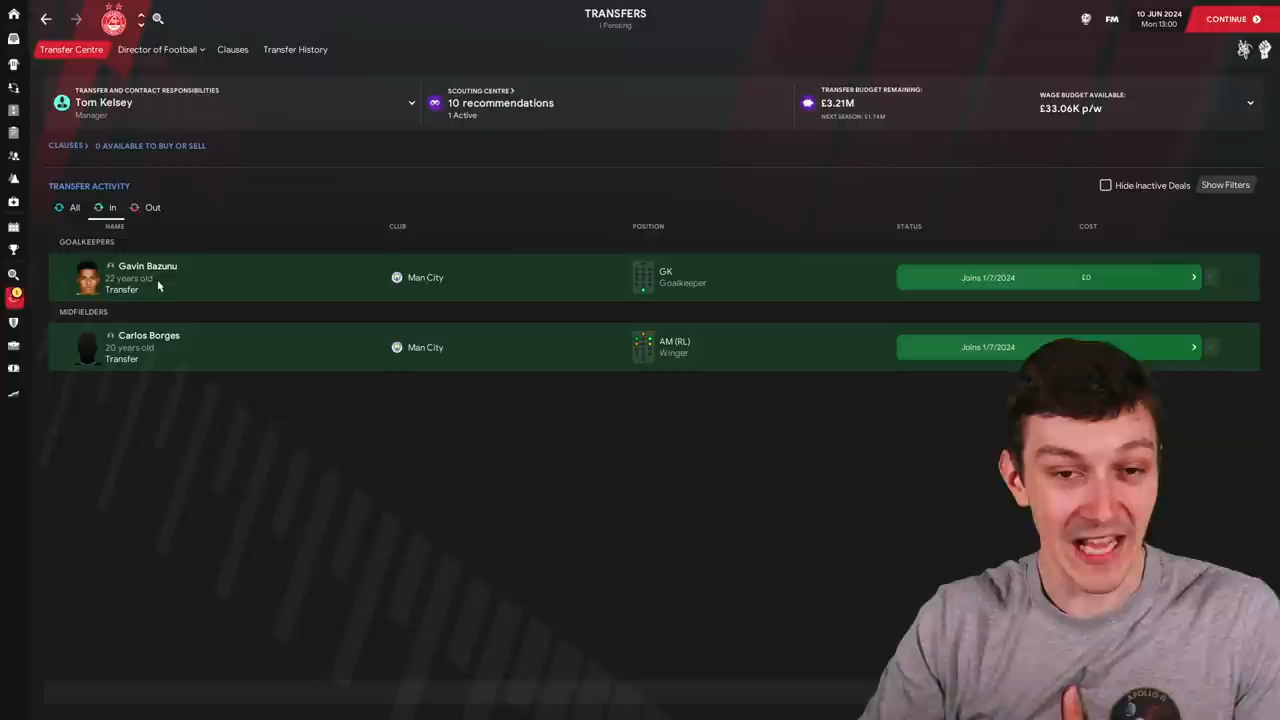 TRANSFERS
1 Pending
10 JUN 2024
Mon 13:00
FM
CONTINUE
Transfer Centre
Director of Football
Clauses
Transfer History
TRANSFER AND CONTRACT RESPONSIBILITIES
Tom Kelsey
Manager
SCOUTING CENTRE >
10 recommendations
1 Active
TRANSFER BUDGET REMAINING:
£3.21M
NEXT SEASON: £1.74M
WAGE BUDGET AVAILABLE:
£33.06K p/w
CLAUSES > 0 AVAILABLE TO BUY OR SELL
TRANSFER ACTIVITY
Hide Inactive Deals
Show Filters
All
In
Out
NAME
CLUB
POSITION
STATUS
COST
GOALKEEPERS
Gavin Bazunu
22 years old
Transfer
Man City
GK
Goalkeeper
Joins 1/7/2024
£0
MIDFIELDERS
Carlos Borges
20 years old
Transfer
Man City
AM (RL)
Winger
Joins 1/7/2024
1
APOLLO 11